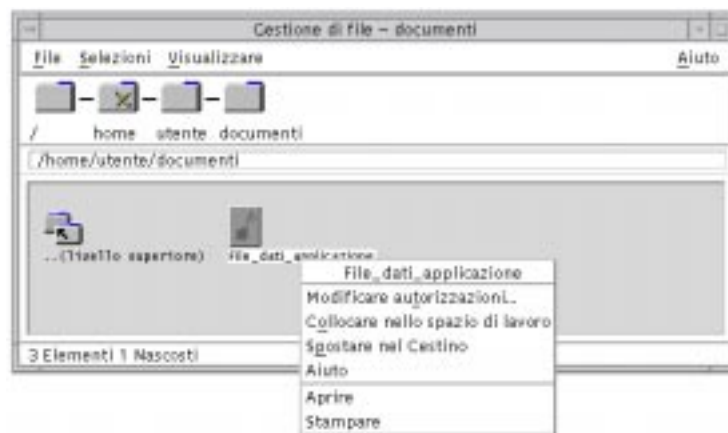 Gestione di file – documenti
File Selezioni Visualizzare Aiuto
/ home utente documenti
/home/utente/documenti
..(livello superiore) File_dati_applicazione
File_dati_applicazione
Modificare autorizzazioni..
Collocare nello spazio di lavoro
Spostare nel Cestino
Aiuto
3 Elementi 1 Nascosti
Aprire
Stampare